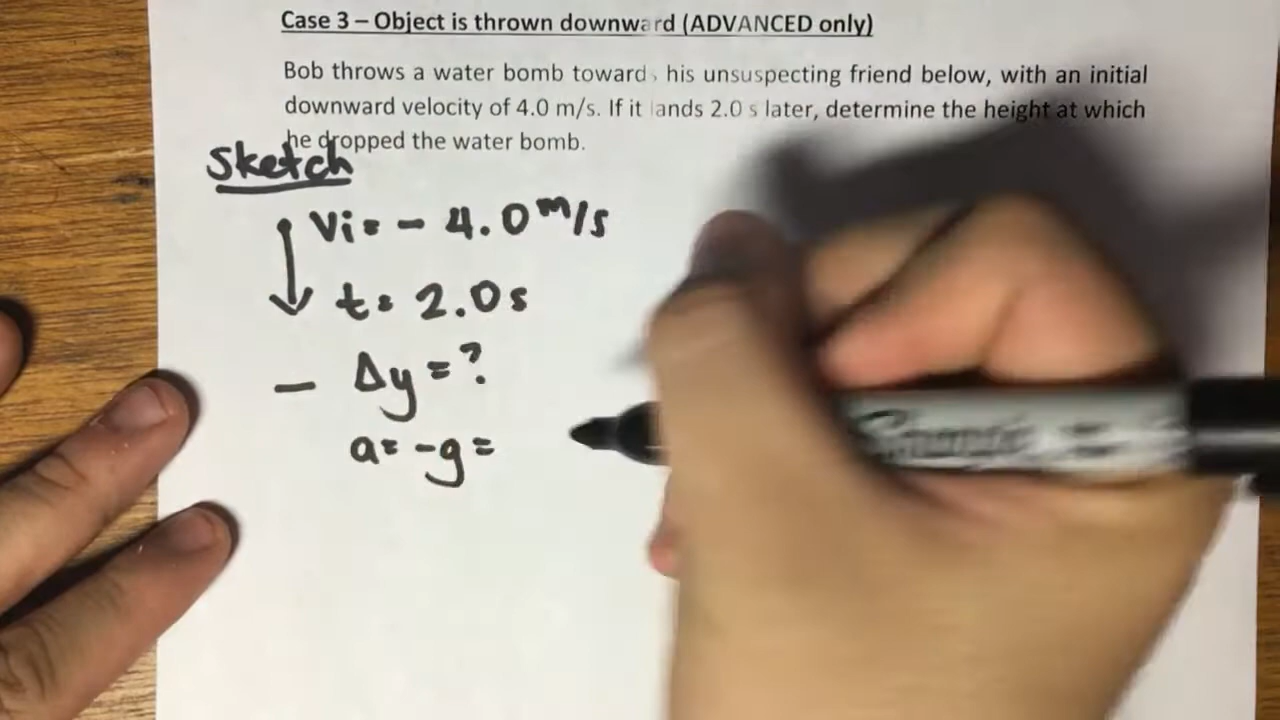 Case 3 – Object is thrown downward (ADVANCED only)
Bob throws a water bomb towards his unsuspecting friend below, with an initial
downward velocity of 4.0 m/s. If it lands 2.0 s later, determine the height at which
he dropped the water bomb.
Sketch
Vi = - 4.0 m/s
t = 2.0s
Δy = ?
a = -g =